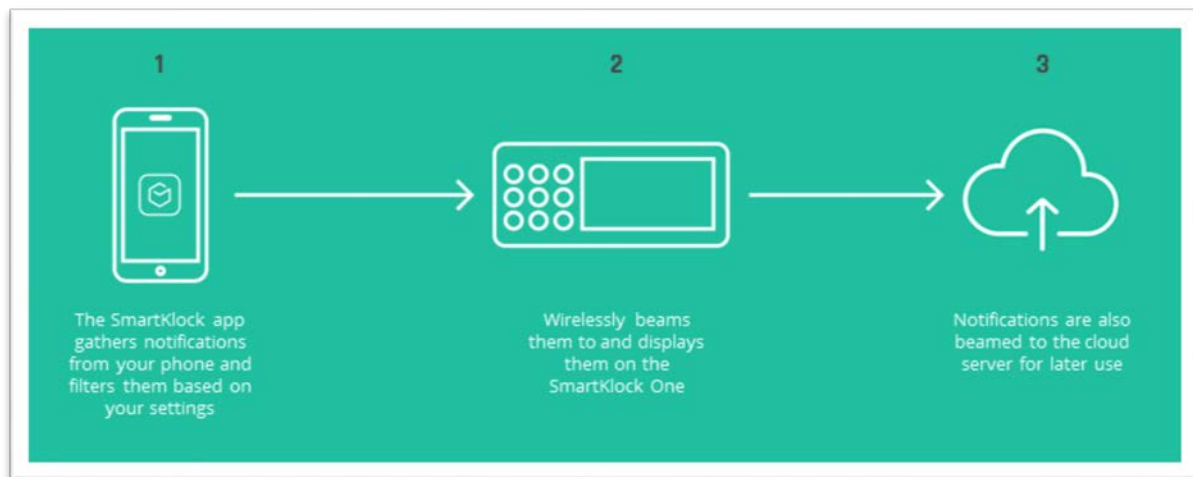 1
The SmartKlock app
gathers notifications
from your phone and
filters them based on
your settings
2
Wirelessly beams
them to and displays
them on the
SmartKlock One
3
Notifications are also
beamed to the cloud
server for later use